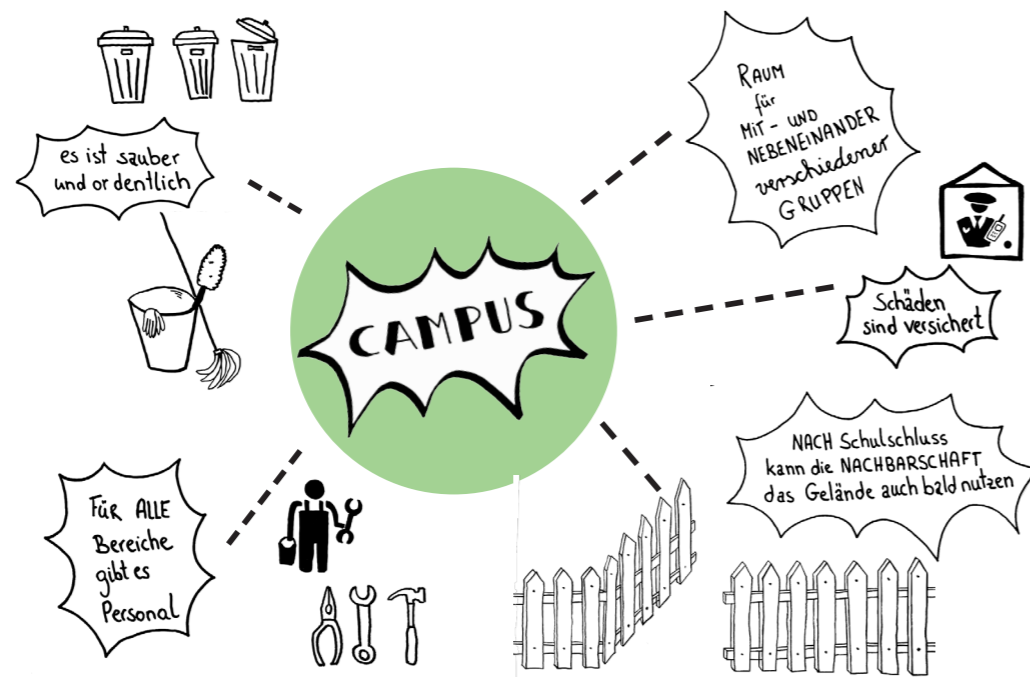 es ist sauber
und ordentlich
RAUM
für
MIT- UND
NEBENEINANDER
verschiedener
GRUPPEN
CAMPUS
Schäden
sind versichert
NACH Schulschluss
kann die NACHBARSCHAFT
das Gelände auch bald nutzen
FÜR ALLE
Bereiche
gibt es
Personal